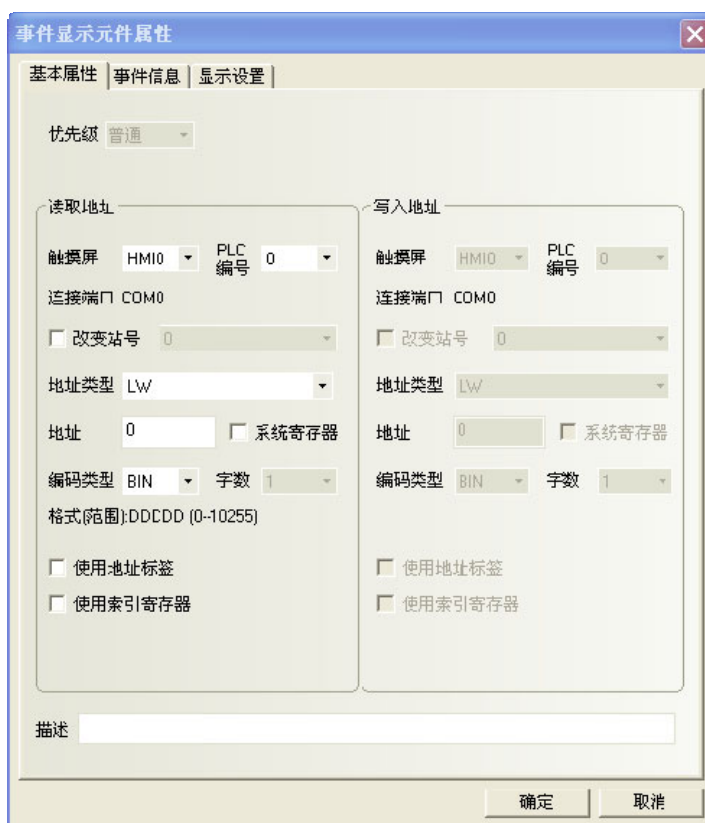 事件显示元件属性
基本属性 事件信息 显示设置
优先级 普通
读取地址
触摸屏 HMI0 PLC编号 0
连接端口 COM0
改变站号 0
地址类型 LW
地址 0 系统寄存器
编码类型 BIN 字数 1
格式(范围):DDDDD (0--10255)
使用地址标签
使用索引寄存器
写入地址
触摸屏 HMI0 PLC编号 0
连接端口 COM0
改变站号 0
地址类型 LW
地址 0 系统寄存器
编码类型 BIN 字数 1
使用地址标签
使用索引寄存器
描述
确定 取消